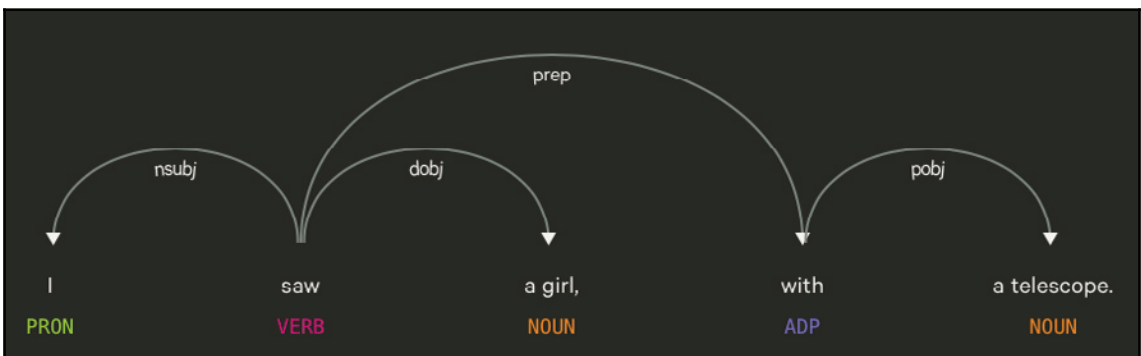 prep
nsubj dobj pobj
I saw a girl, with a telescope.
PRON VERB NOUN ADP NOUN